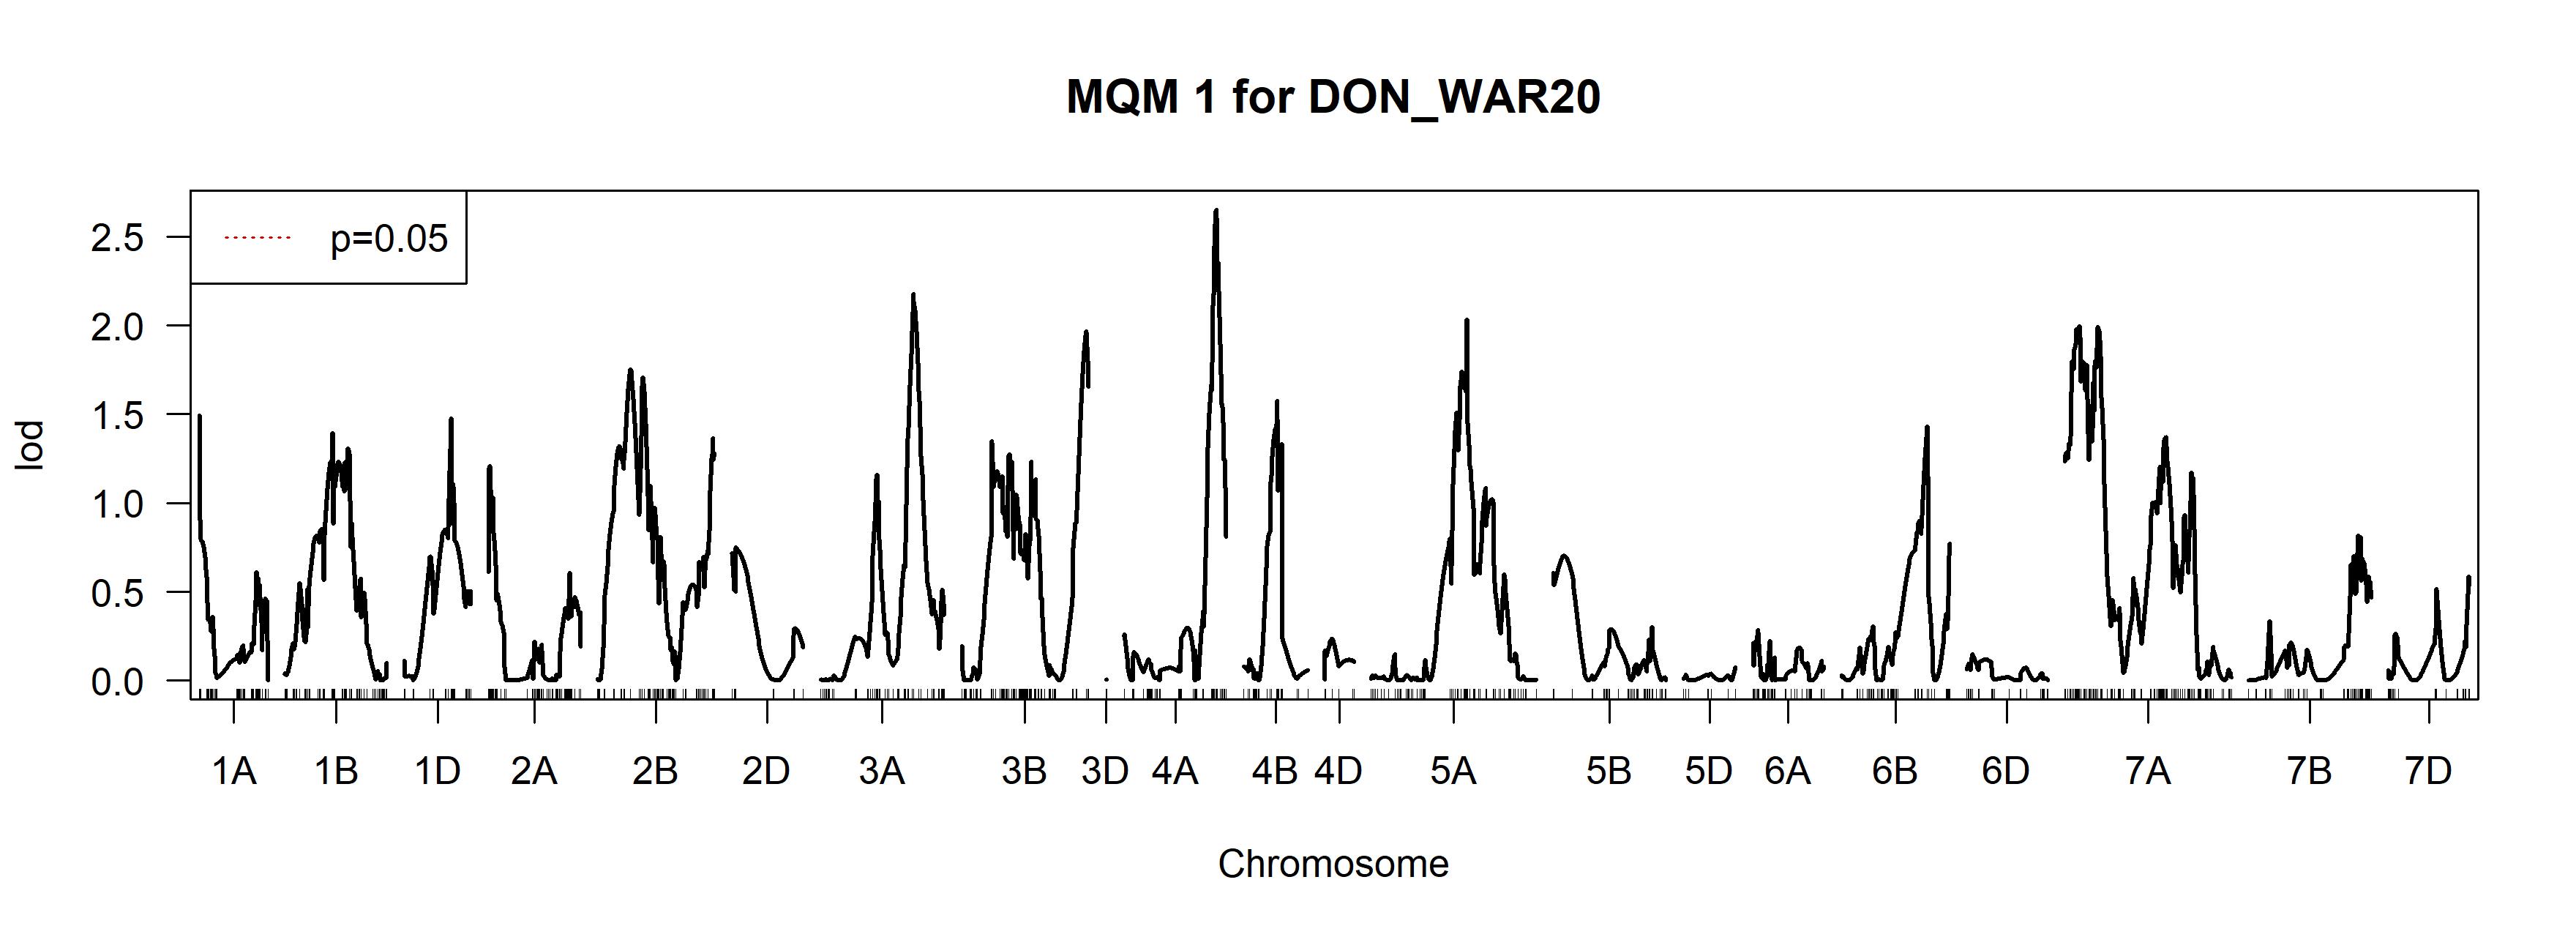 MQM 1 for DON_WAR20
p=0.05
2.5
2.0
1.5
1.0
0.5
0.0
lod
1A 1B 1D 2A 2B 2D 3A 3B 3D 4A 4B 4D 5A 5B 5D 6A 6B 6D 7A 7B 7D
Chromosome